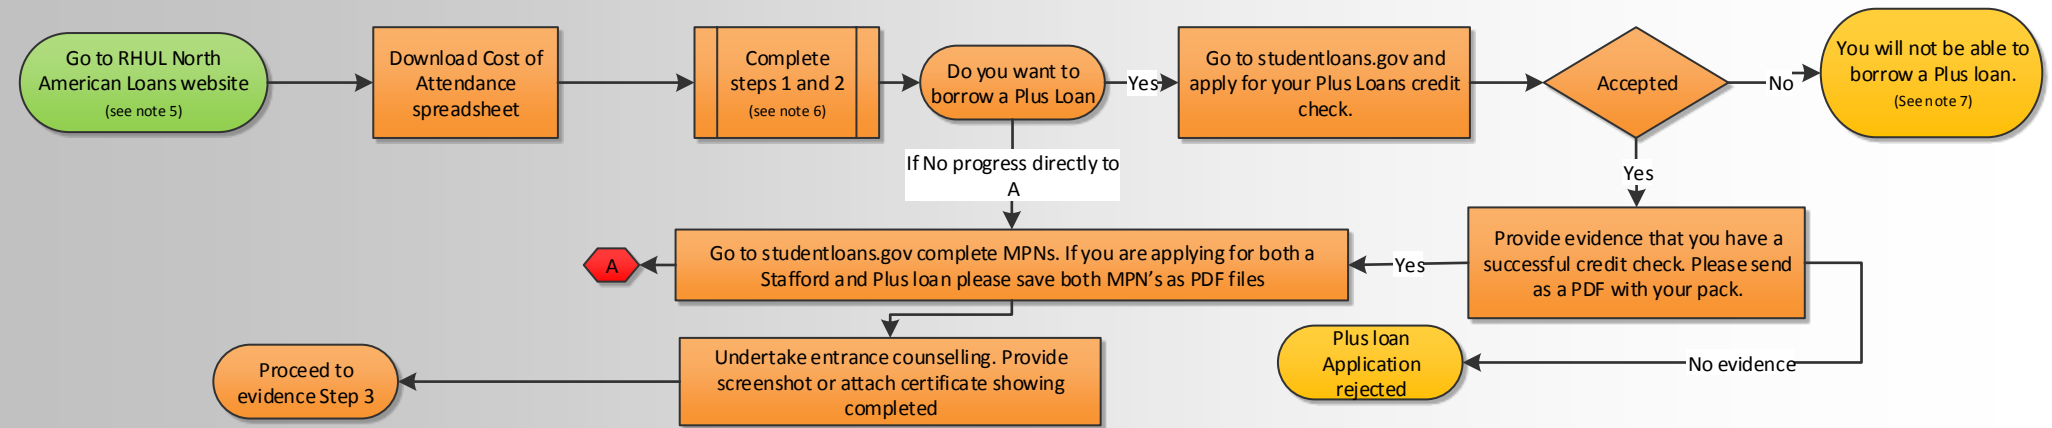 Go to RHUL North
American Loans website
(see note 5)
Download Cost of
Attendance
spreadsheet
Complete
steps 1 and 2
(see note 6)
Do you want to
borrow a Plus Loan
Yes
Go to studentloans.gov and
apply for your Plus Loans credit
check.
Accepted
No
You will not be able to
borrow a Plus loan.
(See note 7)
If No progress directly to
A
Yes
A
Go to studentloans.gov complete MPNs. If you are applying for both a
Stafford and Plus loan please save both MPN’s as PDF files
Yes
Provide evidence that you have a
successful credit check. Please send
as a PDF with your pack.
Proceed to
evidence Step 3
Undertake entrance counselling. Provide
screenshot or attach certificate showing
completed
Plus loan
Application
rejected
No evidence